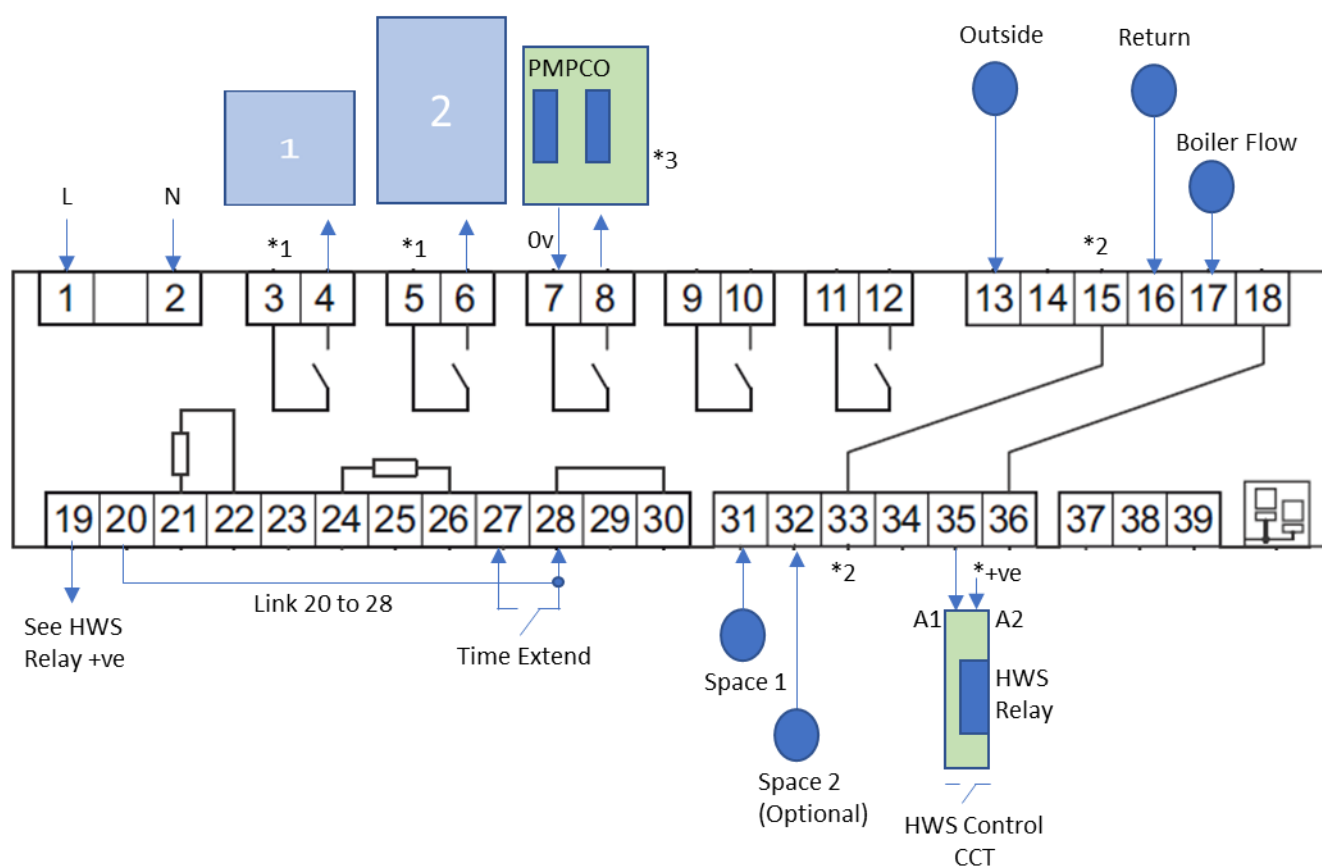 Outside
Return
2
PMPCO
1
*3
Boiler Flow
L
N
*1
*1
0v
*2
1
2
3
4
5
6
7
8
9
10
11
12
13
14
15
16
17
18
19
20
21
22
23
24
25
26
27
28
29
30
31
32
33
34
35
36
37
38
39
*2
*+ve
Link 20 to 28
See HWS
Relay +ve
Time Extend
A1
A2
Space 1
HWS
Relay
Space 2
(Optional)
HWS Control
CCT